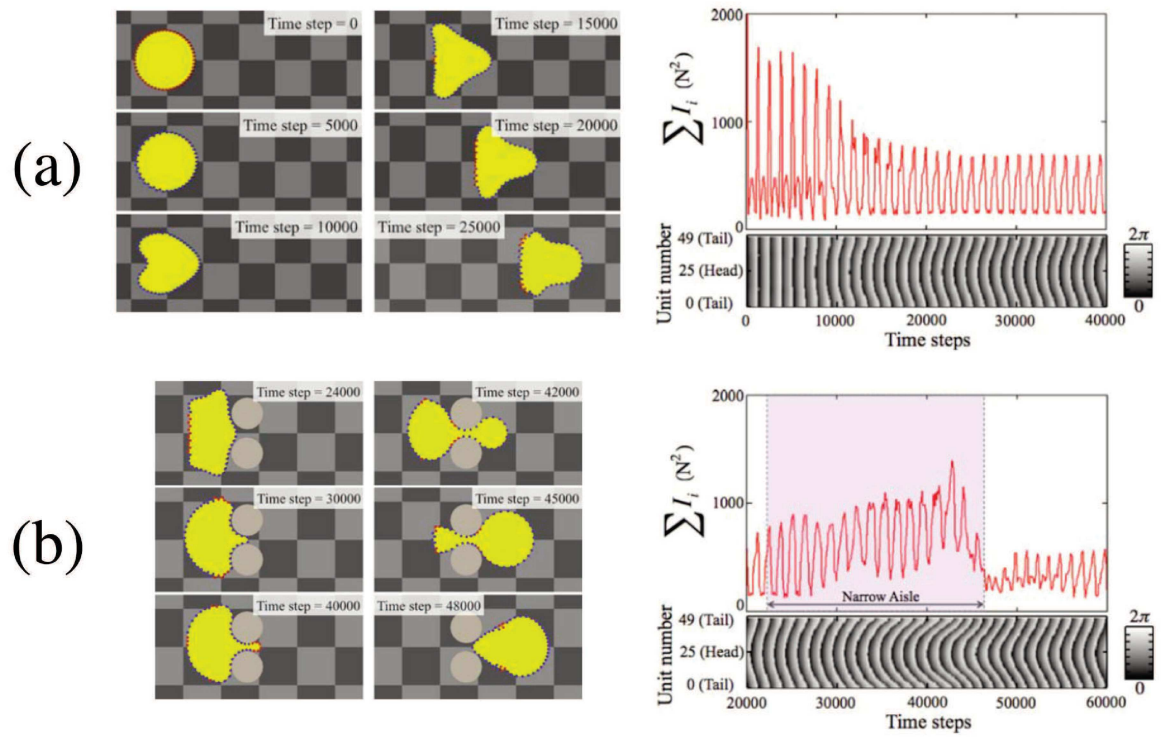 (a)
Time step = 0
Time step = 15000
Time step = 5000
Time step = 20000
Time step = 10000
Time step = 25000
∑ I_i (N²)
2000
1000
0
Unit number
49 (Tail)
25 (Head)
0 (Tail)
0 10000 20000 30000 40000
Time steps
2π
0
(b)
Time step = 24000
Time step = 42000
Time step = 30000
Time step = 45000
Time step = 40000
Time step = 48000
∑ I_i (N²)
2000
1000
0
Narrow Aisle
Unit number
49 (Tail)
25 (Head)
0 (Tail)
20000 30000 40000 50000 60000
Time steps
2π
0